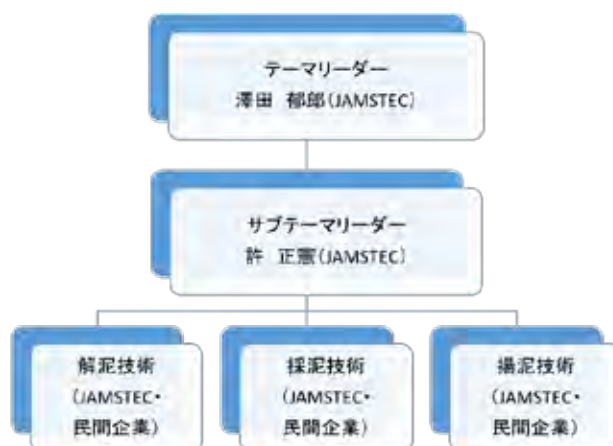 テーマリーダー
澤田 郁郎(JAMSTEC)
サブテーマリーダー
許 正憲(JAMSTEC)
解泥技術
(JAMSTEC・
民間企業)
採泥技術
(JAMSTEC・
民間企業)
揚泥技術
(JAMSTEC・
民間企業)